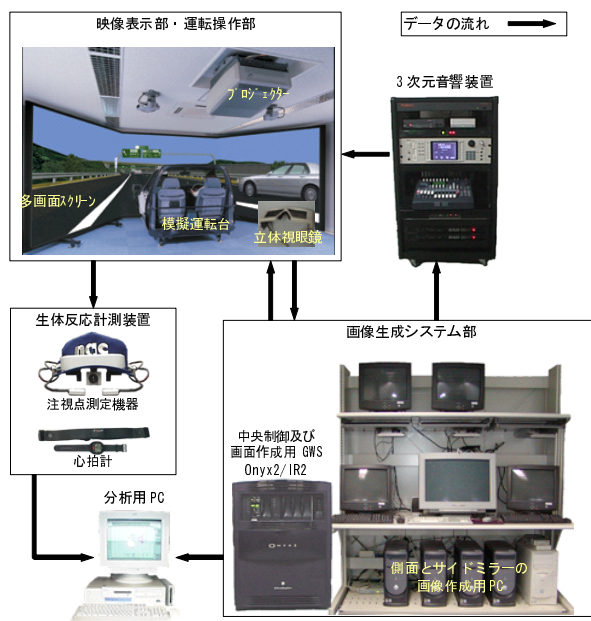 映像表示部・運転操作部
データの流れ
3次元音響装置
ﾌﾟﾛｼﾞｪｸﾀｰ
多画面ｽｸﾘｰﾝ
模擬運転台
立体視眼鏡
生体反応計測装置
nac
注視点測定機器
心拍計
分析用PC
画像生成システム部
中央制御及び
画面作成用 GWS
Onyx2/IR2
Onyx2
側面とサイドミラーの
画像作成用PC